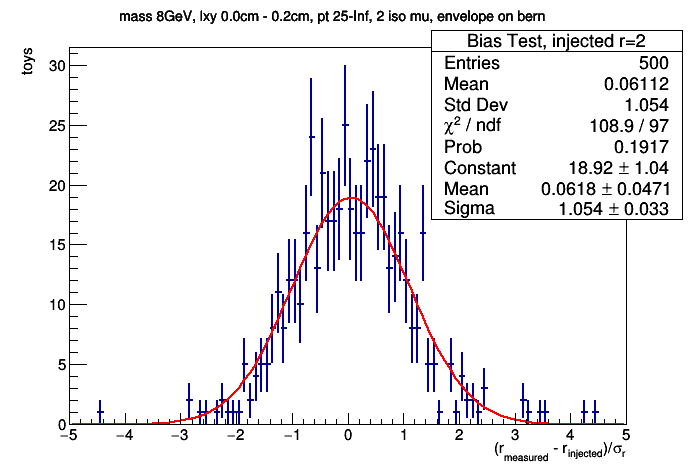 mass 8GeV, lxy 0.0cm - 0.2cm, pt 25-Inf, 2 iso mu, envelope on bern
Bias Test, injected r=2
Entries 500
Mean 0.06112
Std Dev 1.054
χ² / ndf 108.9 / 97
Prob 0.1917
Constant 18.92 ± 1.04
Mean 0.0618 ± 0.0471
Sigma 1.054 ± 0.033
toys
30
25
20
15
10
5
0
−5 −4 −3 −2 −1 0 1 2 3 4 5
(r_measured - r_injected)/σ_r